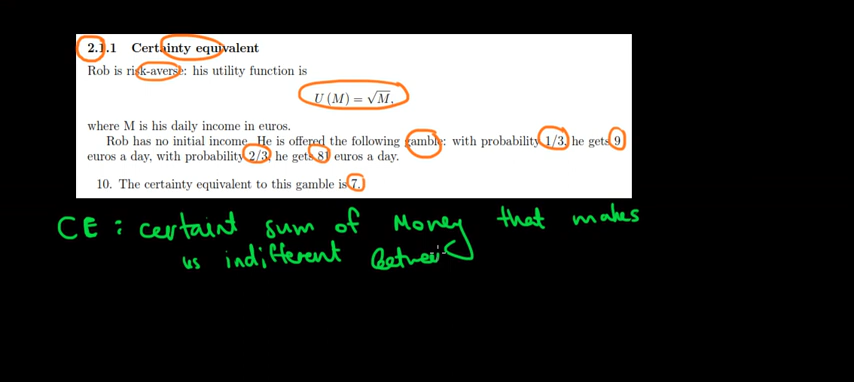 2.1.1 Certainty equivalent
Rob is risk-averse: his utility function is
U (M) = √M,
where M is his daily income in euros.
Rob has no initial income. He is offered the following gamble: with probability 1/3, he gets 9
euros a day, with probability 2/3, he gets 81 euros a day.
10. The certainty equivalent to this gamble is 7.
CE : certaint sum of Money that makes
us indifferent